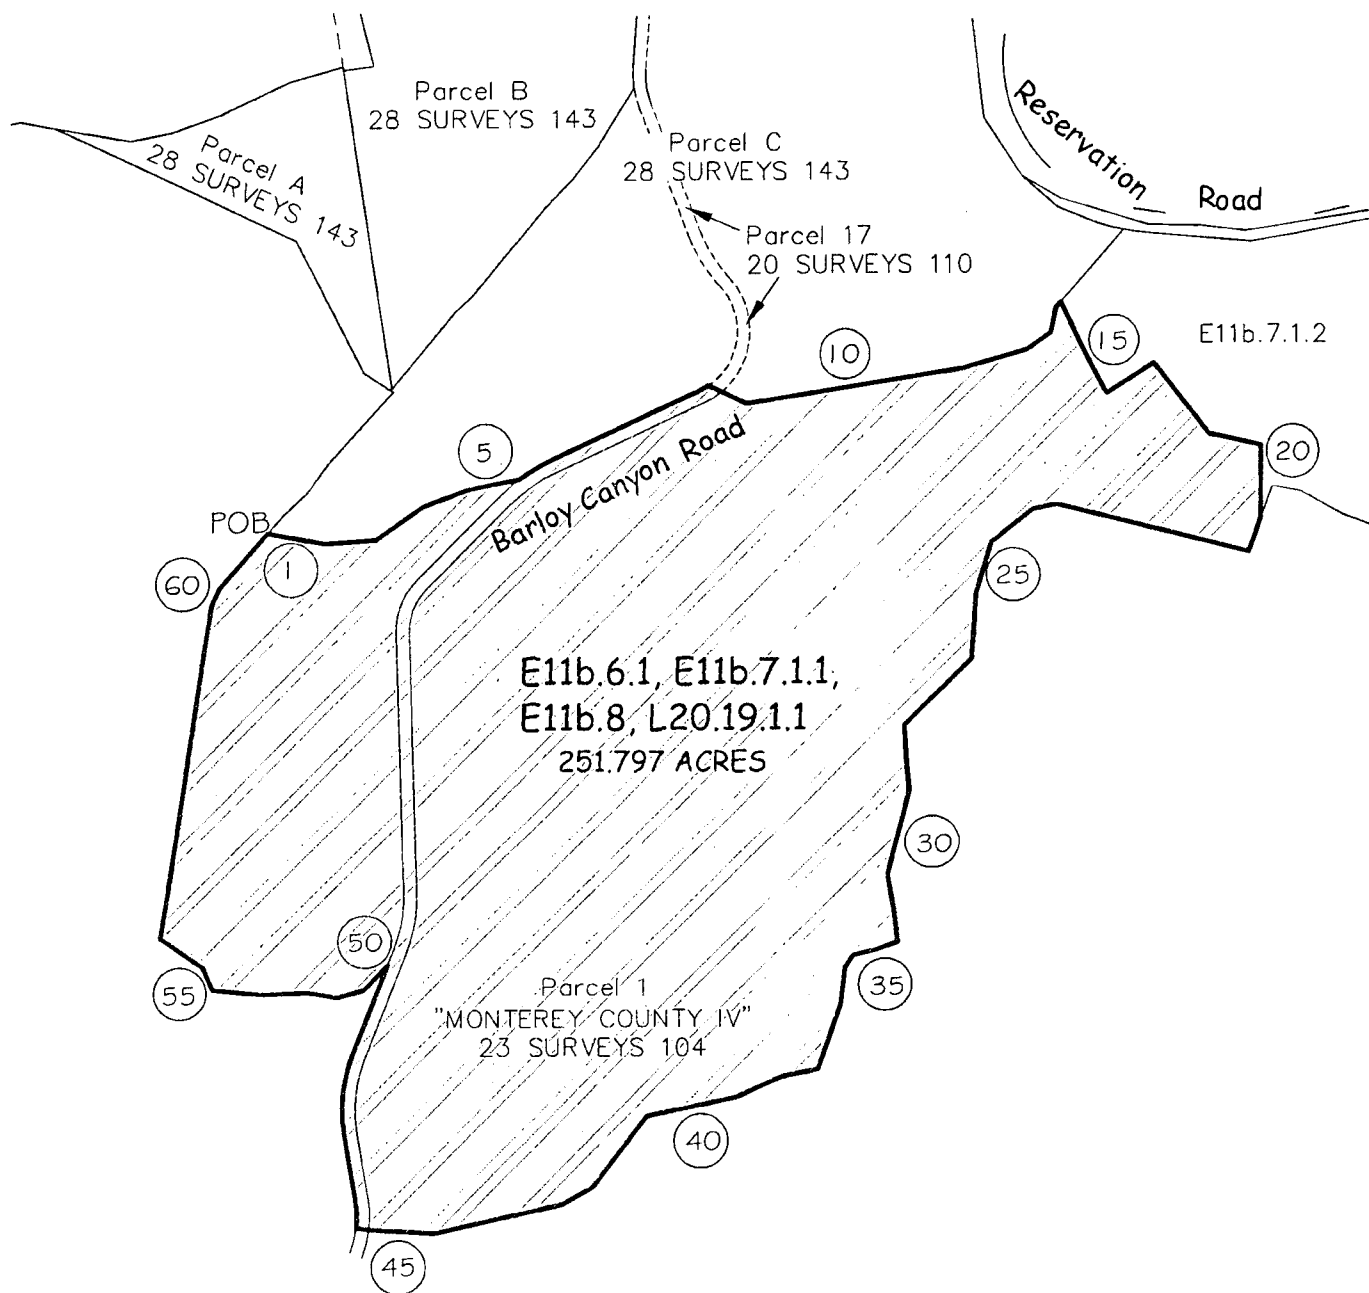 Parcel B
28 SURVEYS 143
Parcel A
28 SURVEYS 143
Parcel C
28 SURVEYS 143
Reservation
Road
Parcel 17
20 SURVEYS 110
E11b.7.1.2
10
15
5
20
Barloy Canyon Road
POB
1
60
25
E11b.6.1, E11b.7.1.1,
E11b.8, L20.19.1.1
251.797 ACRES
30
50
55
35
Parcel 1
"MONTEREY COUNTY IV"
23 SURVEYS 104
40
45